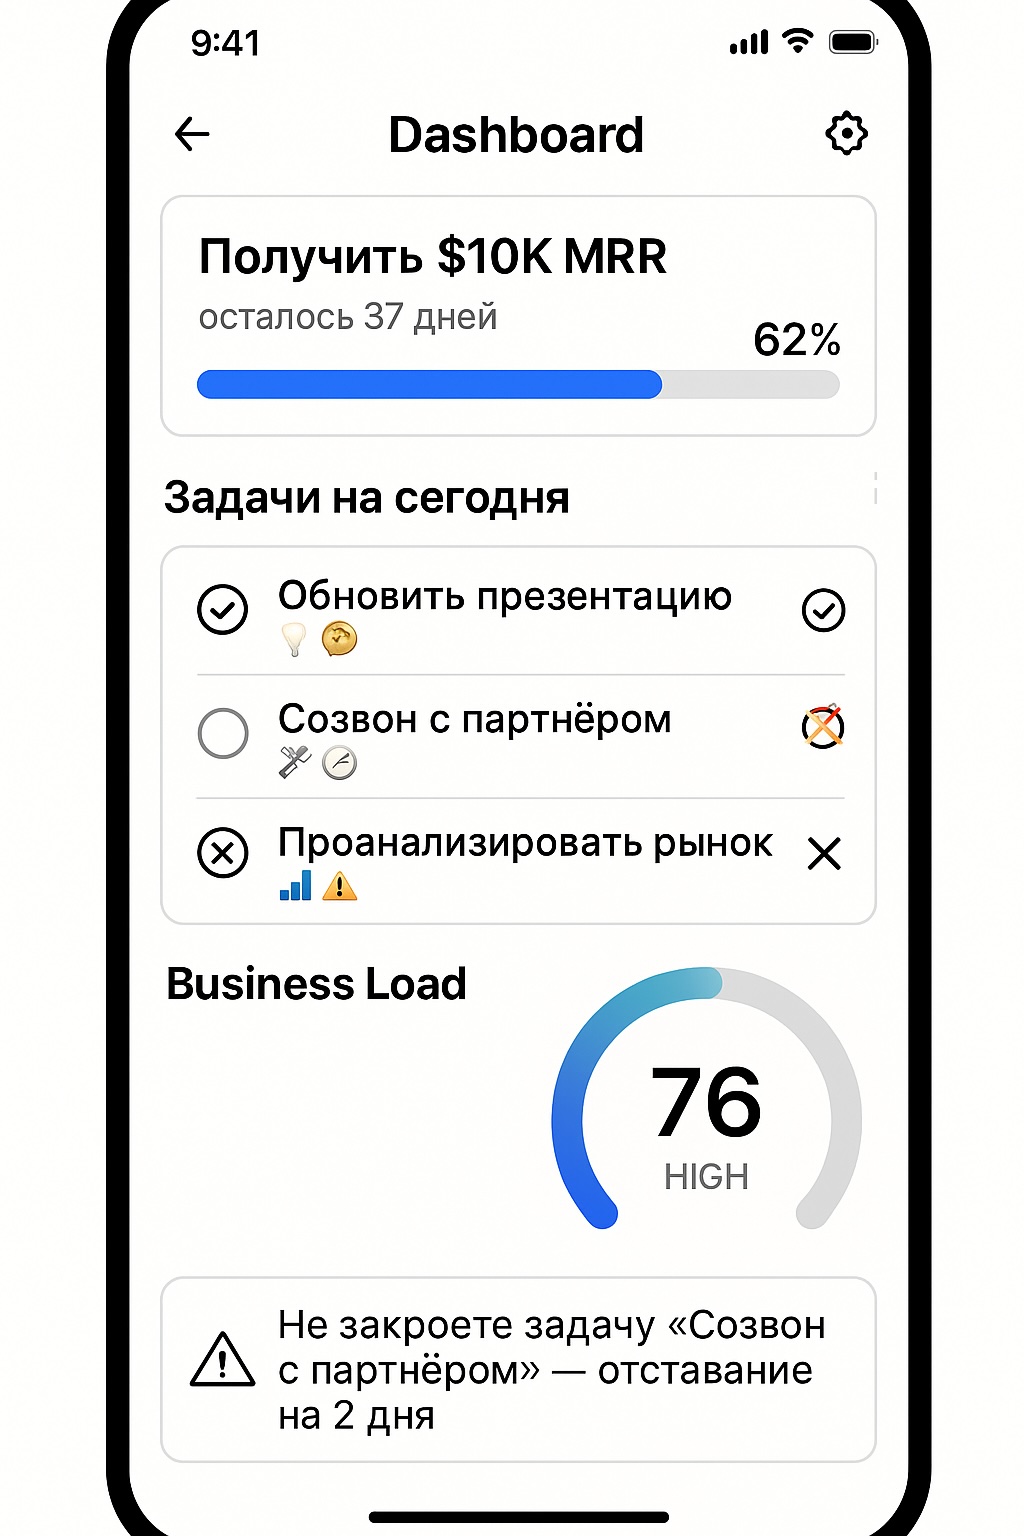 9:41
Dashboard
Получить $10K MRR
осталось 37 дней
62%
Задачи на сегодня
Обновить презентацию
Созвон с партнёром
Проанализировать рынок
Business Load
76
HIGH
Не закроете задачу «Созвон
с партнёром» — отставание
на 2 дня